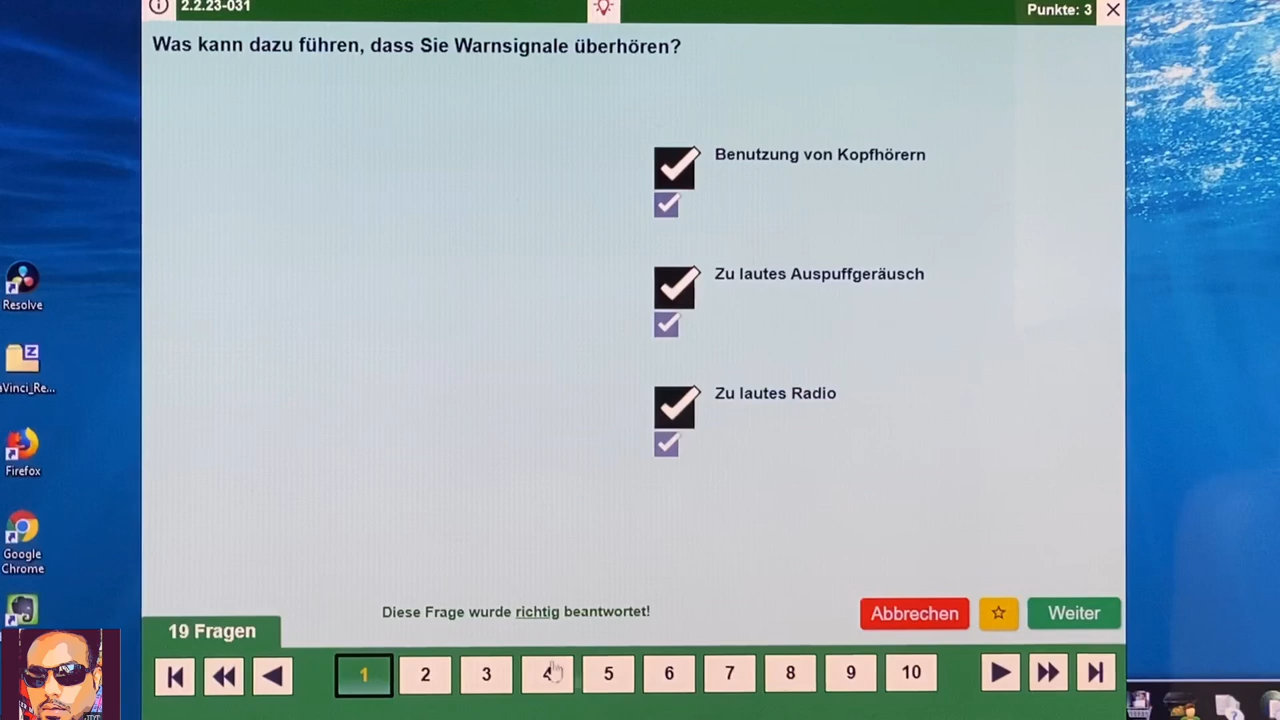 2.2.23-031
Punkte: 3
Was kann dazu führen, dass Sie Warnsignale überhören?
Benutzung von Kopfhörern
Zu lautes Auspuffgeräusch
Zu lautes Radio
Resolve
Firefox
Google
Chrome
Diese Frage wurde richtig beantwortet!
Abbrechen
Weiter
19 Fragen
1 2 3 4 5 6 7 8 9 10